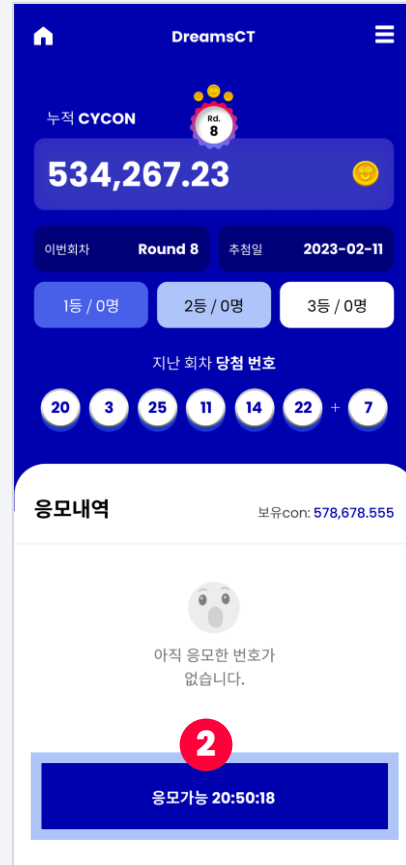 DreamsCT
누적 CYCON
Rd.
8
534,267.23
이번회차 Round 8 추첨일 2023-02-11
1등 / 0명 2등 / 0명 3등 / 0명
지난 회차 당첨 번호
20 3 25 11 14 22 + 7
응모내역 보유con: 578,678.555
아직 응모한 번호가
없습니다.
2
응모가능 20:50:18